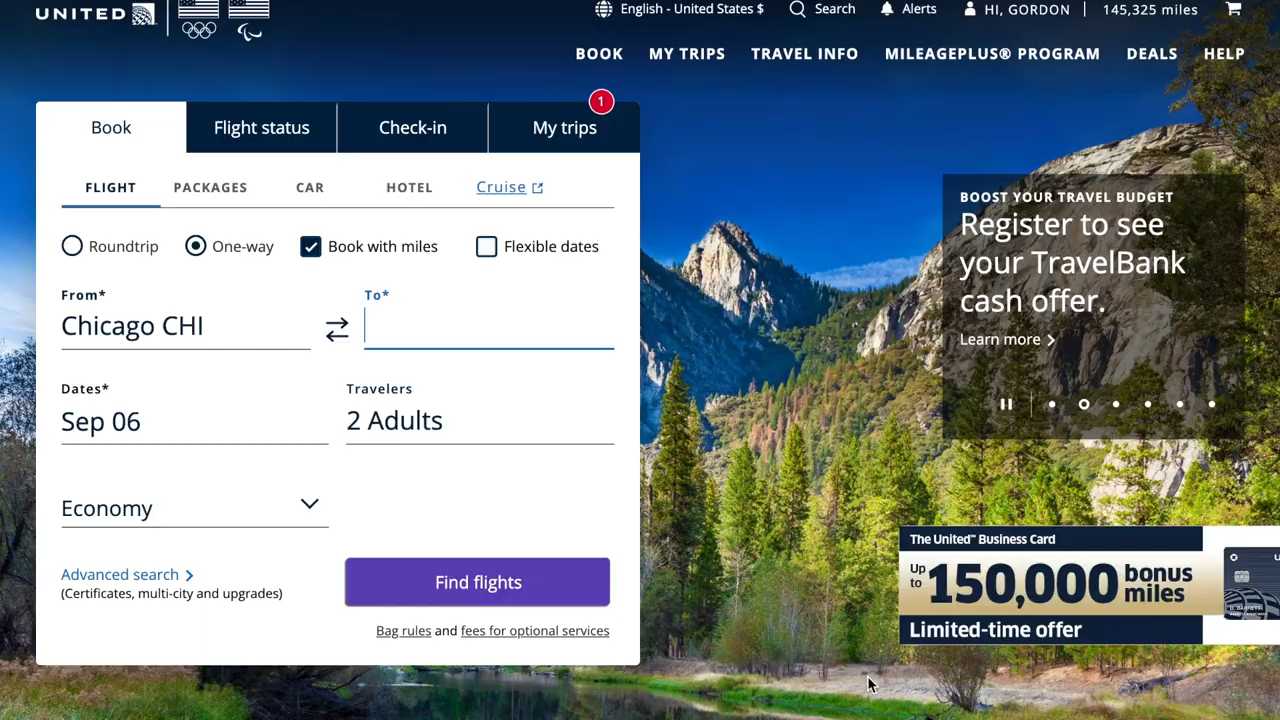 UNITED
English - United States $
Search
Alerts
HI, GORDON
145,325 miles
BOOK
MY TRIPS
TRAVEL INFO
MILEAGEPLUS® PROGRAM
DEALS
HELP
Book
Flight status
Check-in
My trips
1
FLIGHT
PACKAGES
CAR
HOTEL
Cruise
Roundtrip
One-way
Book with miles
Flexible dates
From*
Chicago CHI
To*
Dates*
Sep 06
Travelers
2 Adults
Economy
Advanced search
(Certificates, multi-city and upgrades)
Find flights
Bag rules and fees for optional services
BOOST YOUR TRAVEL BUDGET
Register to see
your TravelBank
cash offer.
Learn more
The United℠ Business Card
Up to 150,000 bonus miles
Limited-time offer